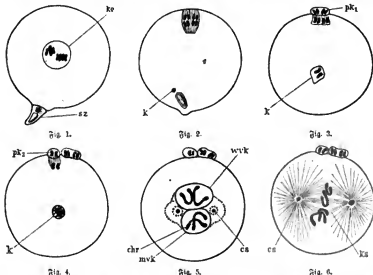 ke
sz
Fig. 1.
k
Fig. 2.
pk1
k
Fig. 3.
pk2
k
Fig. 4.
wvk
chr
mvk
cs
Fig. 5.
cs
ks
Fig. 6.